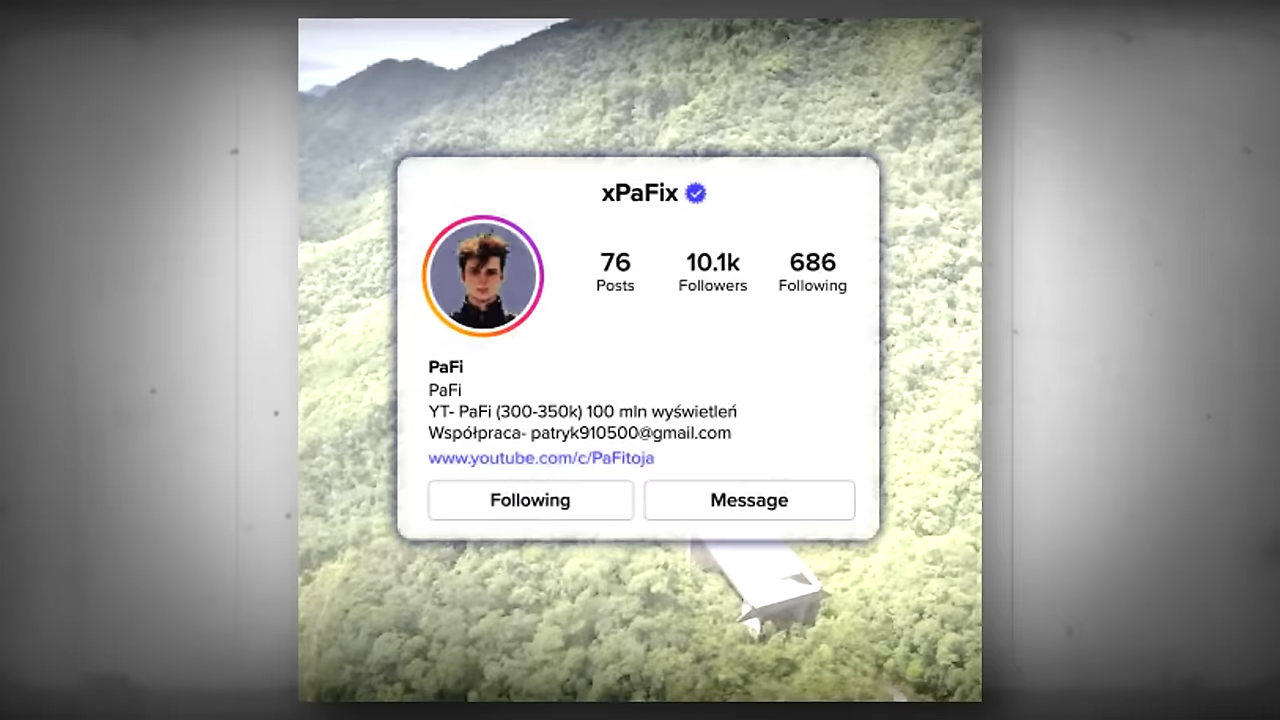 xPaFix
76 10.1k 686
Posts Followers Following
PaFi
PaFi
YT- PaFi (300-350k) 100 mln wyświetleń
Współpraca- patryk910500@gmail.com
www.youtube.com/c/PaFitoja
Following Message